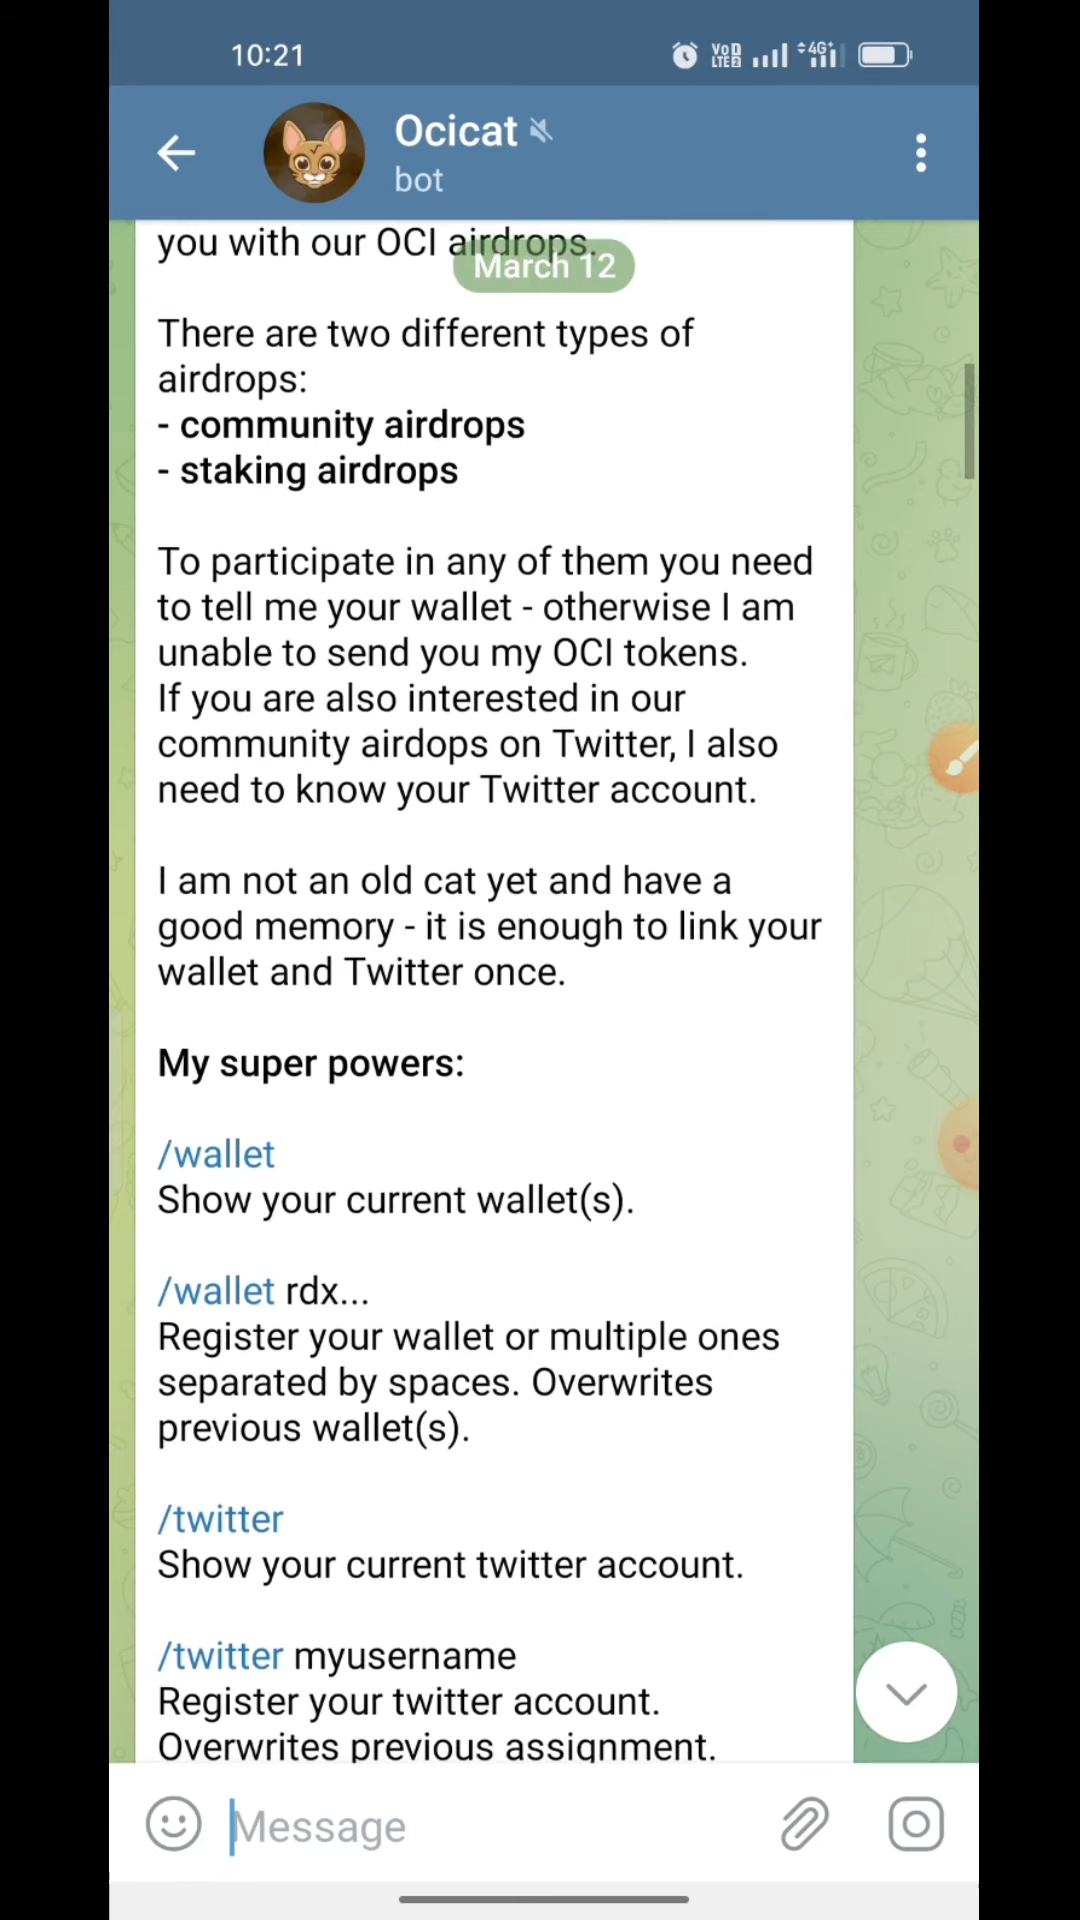 10:21
VoD
LTE2
4G+
Ocicat
bot
you with our OCI airdrops.
March 12
There are two different types of
airdrops:
- community airdrops
- staking airdrops
To participate in any of them you need
to tell me your wallet - otherwise I am
unable to send you my OCI tokens.
If you are also interested in our
community airdops on Twitter, I also
need to know your Twitter account.
I am not an old cat yet and have a
good memory - it is enough to link your
wallet and Twitter once.
My super powers:
/wallet
Show your current wallet(s).
/wallet rdx...
Register your wallet or multiple ones
separated by spaces. Overwrites
previous wallet(s).
/twitter
Show your current twitter account.
/twitter myusername
Register your twitter account.
Overwrites previous assignment.
Message